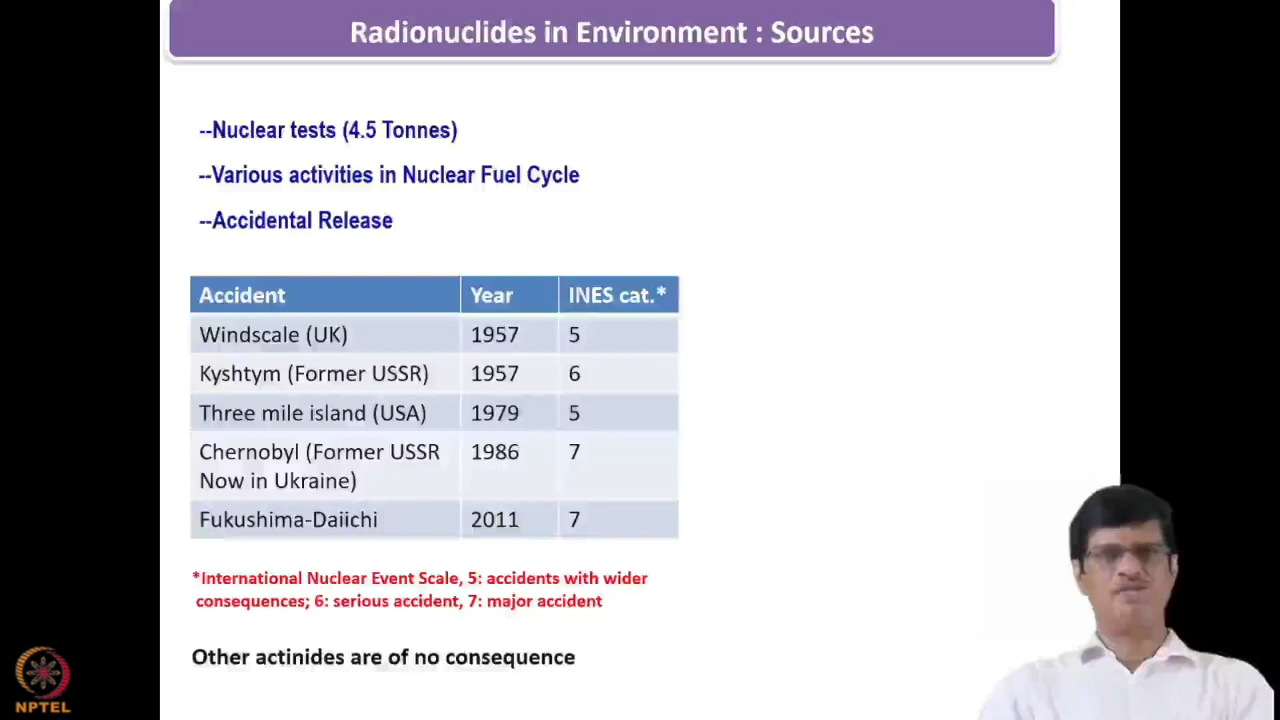 Radionuclides in Environment : Sources
--Nuclear tests (4.5 Tonnes)
--Various activities in Nuclear Fuel Cycle
--Accidental Release
Accident Year INES cat.*
Windscale (UK) 1957 5
Kyshtym (Former USSR) 1957 6
Three mile island (USA) 1979 5
Chernobyl (Former USSR 1986 7
Now in Ukraine)
Fukushima-Daiichi 2011 7
*International Nuclear Event Scale, 5: accidents with wider
consequences; 6: serious accident, 7: major accident
Other actinides are of no consequence
NPTEL